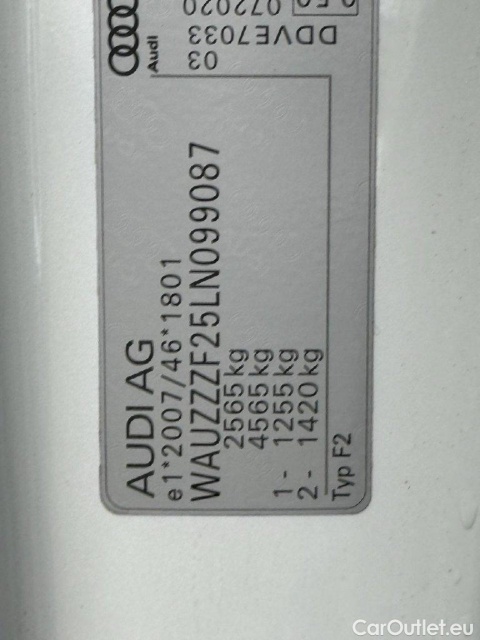 AUDI AG
e1*2007/46*1801
WAUZZZF25LN099087
2565 kg
4565 kg
1 - 1255 kg
2 - 1420 kg
Typ F2
Audi
03
DDVE7033
072020
CarOutlet.eu